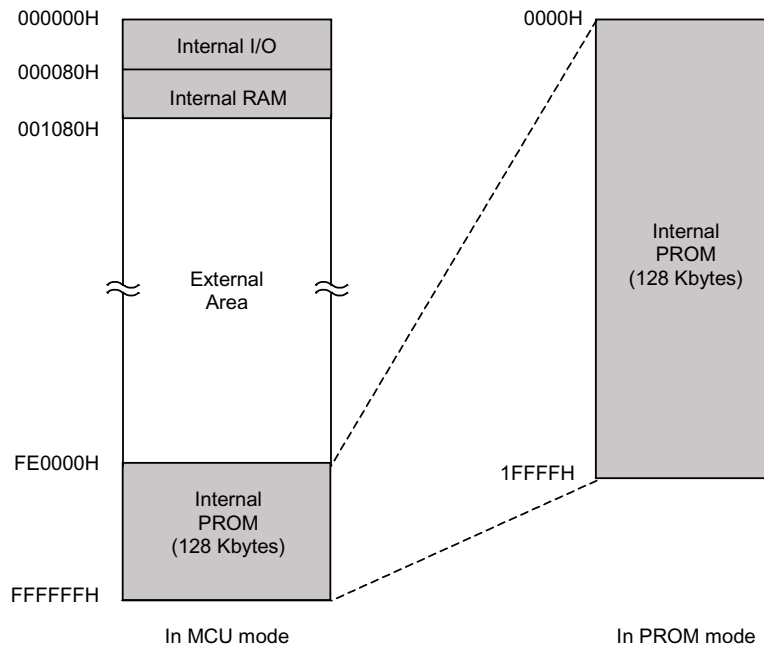 000000H
Internal I/O
000080H
Internal RAM
001080H
External
Area
FE0000H
Internal
PROM
(128 Kbytes)
FFFFFFH
In MCU mode
0000H
Internal
PROM
(128 Kbytes)
1FFFFH
In PROM mode